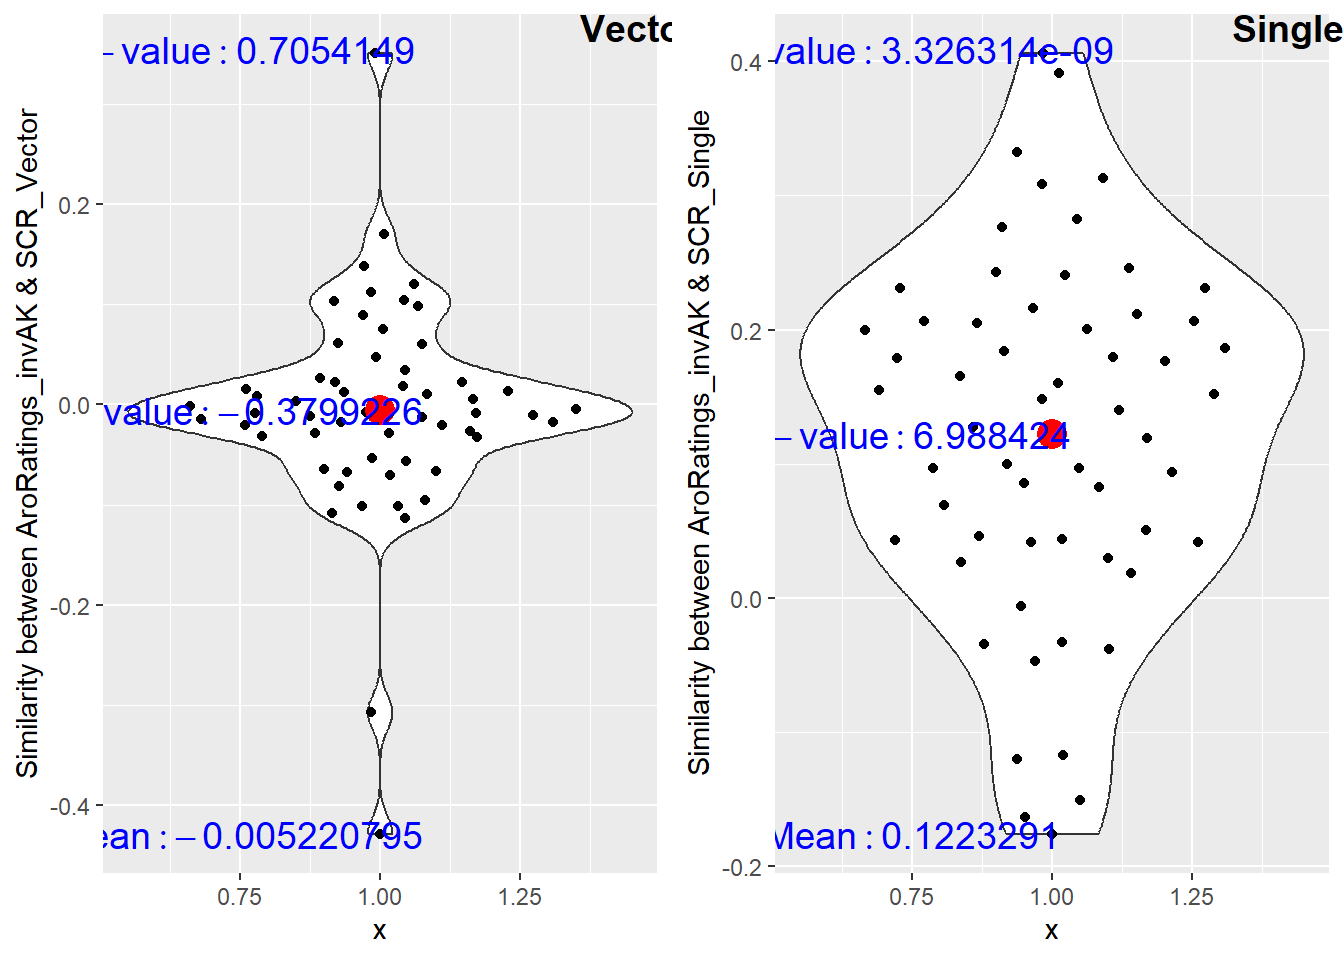 Vecto
– value : 0.7054149
0.2
0.0
-0.2
-0.4
value : – 0.3799226
ean : – 0.005220795
0.75 1.00 1.25
x
Similarity between AroRatings_invAK & SCR_Vector
Single
value : 3.326314e-09
0.4
0.2
0.0
-0.2
– value : 6.988424
Mean : 0.1223291
0.75 1.00 1.25
x
Similarity between AroRatings_invAK & SCR_Single